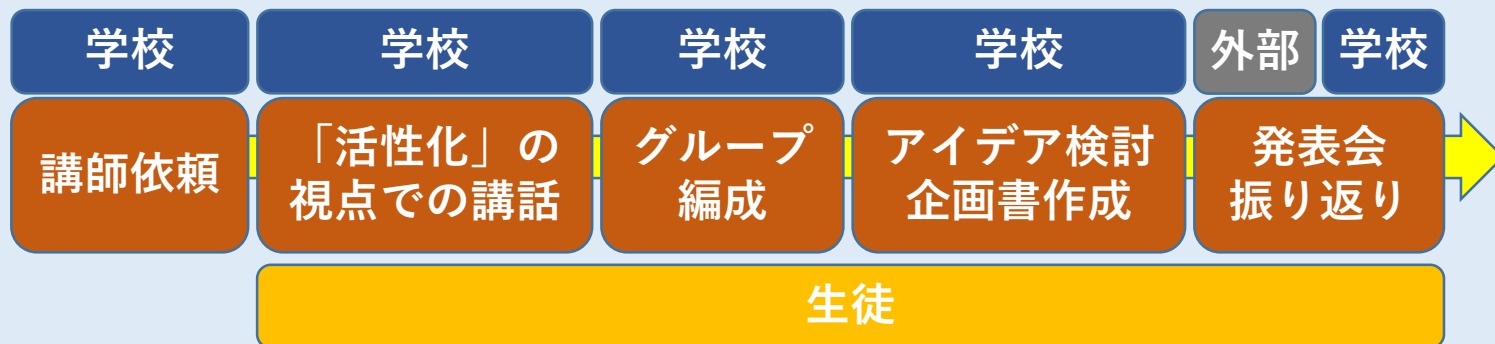 学校
学校
学校
学校
外部
学校
講師依頼
「活性化」の
視点での講話
グループ
編成
アイデア検討
企画書作成
発表会
振り返り
生徒